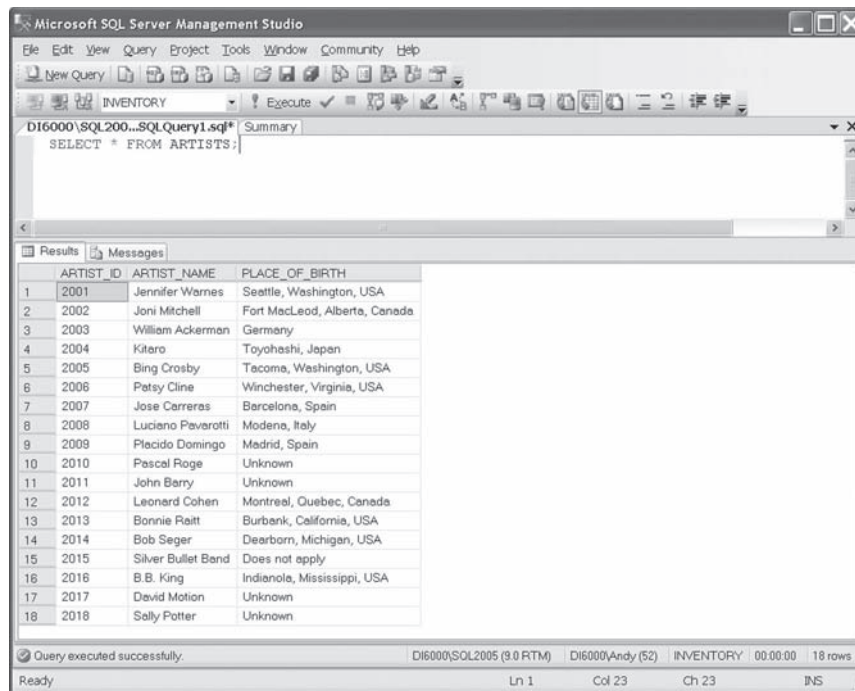 Microsoft SQL Server Management Studio
File Edit View Query Project Tools Window Community Help
New Query
INVENTORY Execute
DI6000\SQL200...SQLQuery1.sql* Summary
SELECT * FROM ARTISTS;
Results Messages
ARTIST_ID ARTIST_NAME PLACE_OF_BIRTH
1 2001 Jennifer Warnes Seattle, Washington, USA
2 2002 Joni Mitchell Fort MacLeod, Alberta, Canada
3 2003 William Ackerman Germany
4 2004 Kitaro Toyohashi, Japan
5 2005 Bing Crosby Tacoma, Washington, USA
6 2006 Patsy Cline Winchester, Virginia, USA
7 2007 Jose Carreras Barcelona, Spain
8 2008 Luciano Pavarotti Modena, Italy
9 2009 Placido Domingo Madrid, Spain
10 2010 Pascal Roge Unknown
11 2011 John Barry Unknown
12 2012 Leonard Cohen Montreal, Quebec, Canada
13 2013 Bonnie Raitt Burbank, California, USA
14 2014 Bob Seger Dearborn, Michigan, USA
15 2015 Silver Bullet Band Does not apply
16 2016 B.B. King Indianola, Mississippi, USA
17 2017 David Motion Unknown
18 2018 Sally Potter Unknown
Query executed successfully. DI6000\SQL2005 (9.0 RTM) DI6000\Andy (52) INVENTORY 00:00:00 18 rows
Ready Ln 1 Col 23 Ch 23 INS